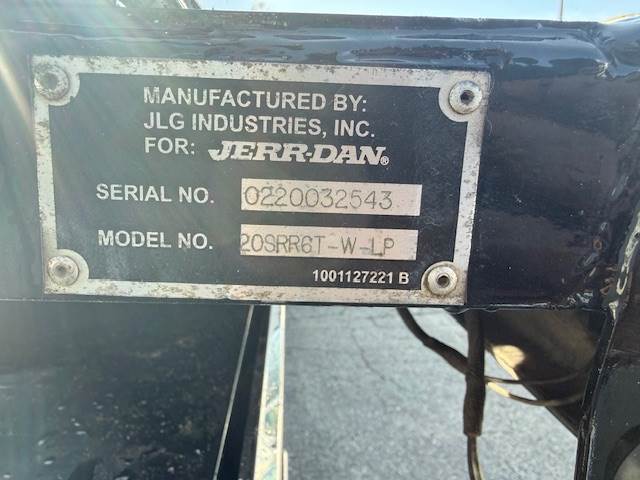 MANUFACTURED BY:
JLG INDUSTRIES, INC.
FOR: JERR-DAN®
SERIAL NO. 0220032543
MODEL NO. 20SRR6T-W-LP
1001127221 B